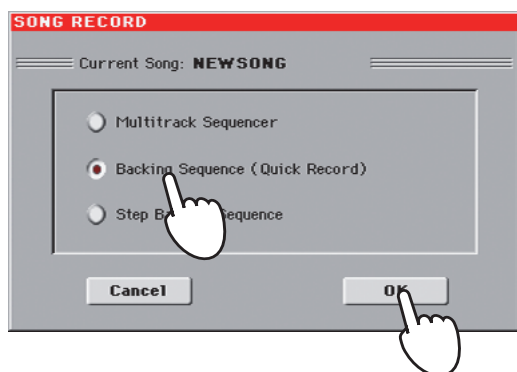 SONG RECORD
Current Song: NEWSONG
Multitrack Sequencer
Backing Sequence (Quick Record)
Step Sequence
Cancel
OK